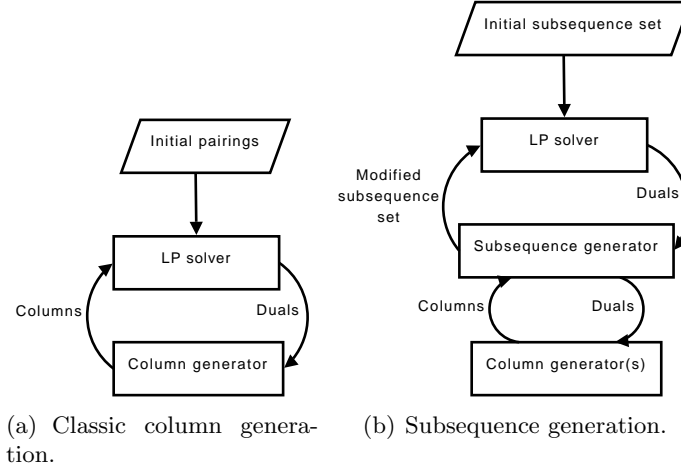 Initial pairings
LP solver
Columns
Duals
Column generator
(a) Classic column genera-
tion.
Initial subsequence set
LP solver
Modified
subsequence
set
Duals
Subsequence generator
Columns
Duals
Column generator(s)
(b) Subsequence generation.